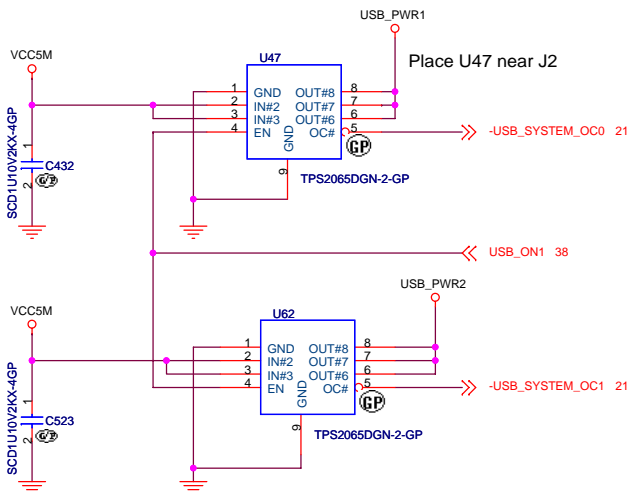 USB_PWR1
VCC5M
U47
Place U47 near J2
1 GND OUT#8 8
2 IN#2 OUT#7 7
3 IN#3 OUT#6 6
4 EN OC# 5
GND
9
GP
-USB_SYSTEM_OC0 21
TPS2065DGN-2-GP
SCD1U10V2KX-4GP
1
C432
2
USB_ON1 38
USB_PWR2
VCC5M
U62
1 GND OUT#8 8
2 IN#2 OUT#7 7
3 IN#3 OUT#6 6
4 EN OC# 5
GND
9
GP
-USB_SYSTEM_OC1 21
TPS2065DGN-2-GP
SCD1U10V2KX-4GP
1
C523
2